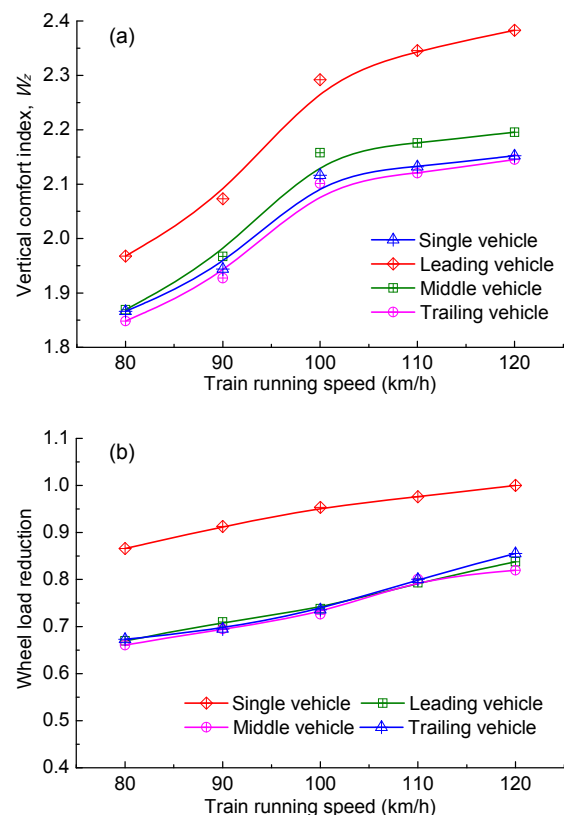 (a)
Vertical comfort index, Wz
2.4
2.3
2.2
2.1
2.0
1.9
1.8
Single vehicle
Leading vehicle
Middle vehicle
Trailing vehicle
80 90 100 110 120
Train running speed (km/h)
(b)
Wheel load reduction
1.1
1.0
0.9
0.8
0.7
0.6
0.5
0.4
Single vehicle Leading vehicle
Middle vehicle Trailing vehicle
80 90 100 110 120
Train running speed (km/h)